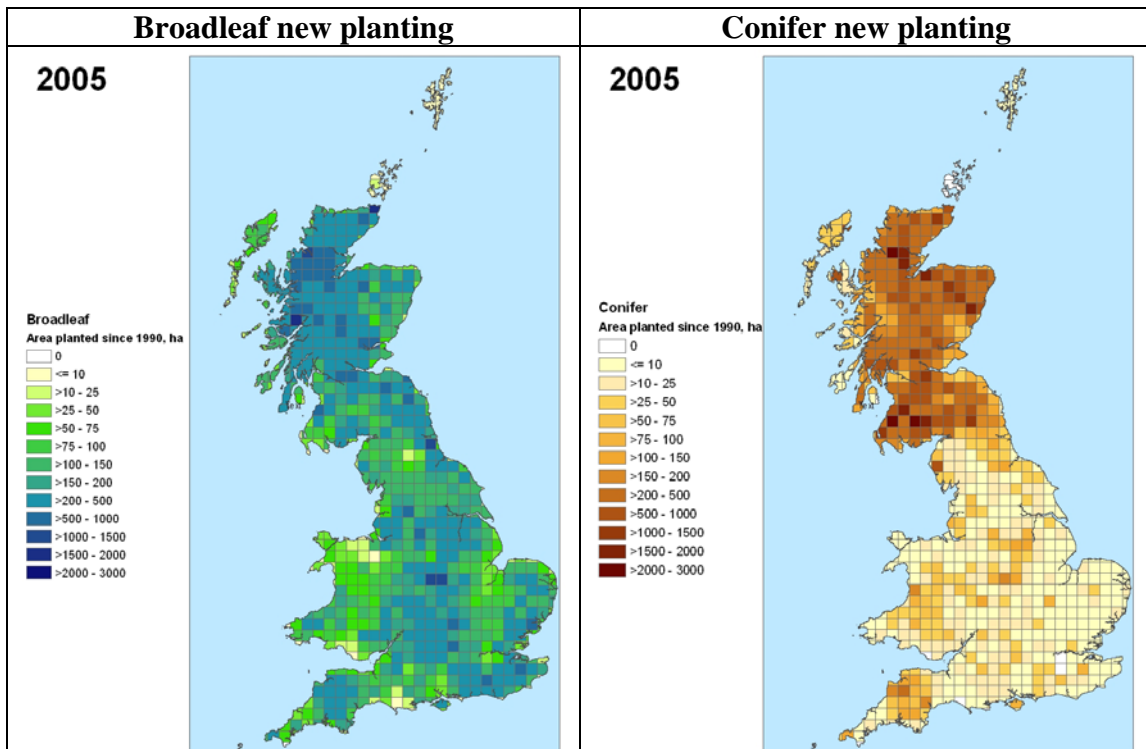 Broadleaf new planting
Conifer new planting
2005
Broadleaf
Area planted since 1990, ha
0
<= 10
>10 - 25
>25 - 50
>50 - 75
>75 - 100
>100 - 150
>150 - 200
>200 - 500
>500 - 1000
>1000 - 1500
>1500 - 2000
>2000 - 3000
2005
Conifer
Area planted since 1990, ha
0
<= 10
>10 - 25
>25 - 50
>50 - 75
>75 - 100
>100 - 150
>150 - 200
>200 - 500
>500 - 1000
>1000 - 1500
>1500 - 2000
>2000 - 3000